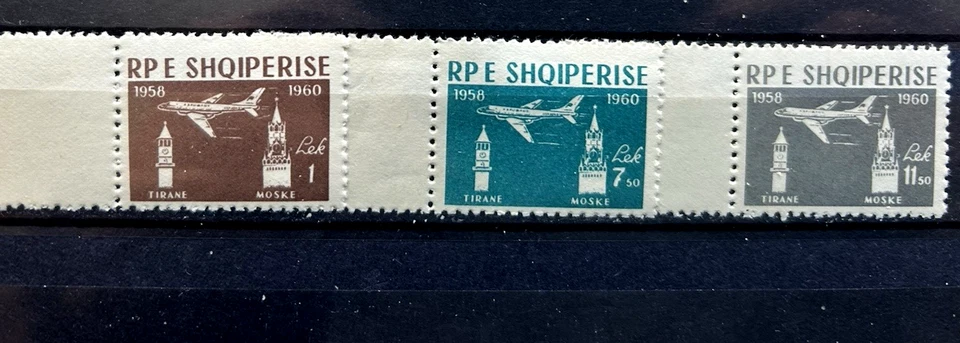 RP E SHQIPERISE
1958 1960
Lek
1
TIRANE MOSKE
RP E SHQIPERISE
1958 1960
Lek
7 50
TIRANE MOSKE
RP E SHQIPERISE
1958 1960
Lek
11 50
TIRANE MOSKE